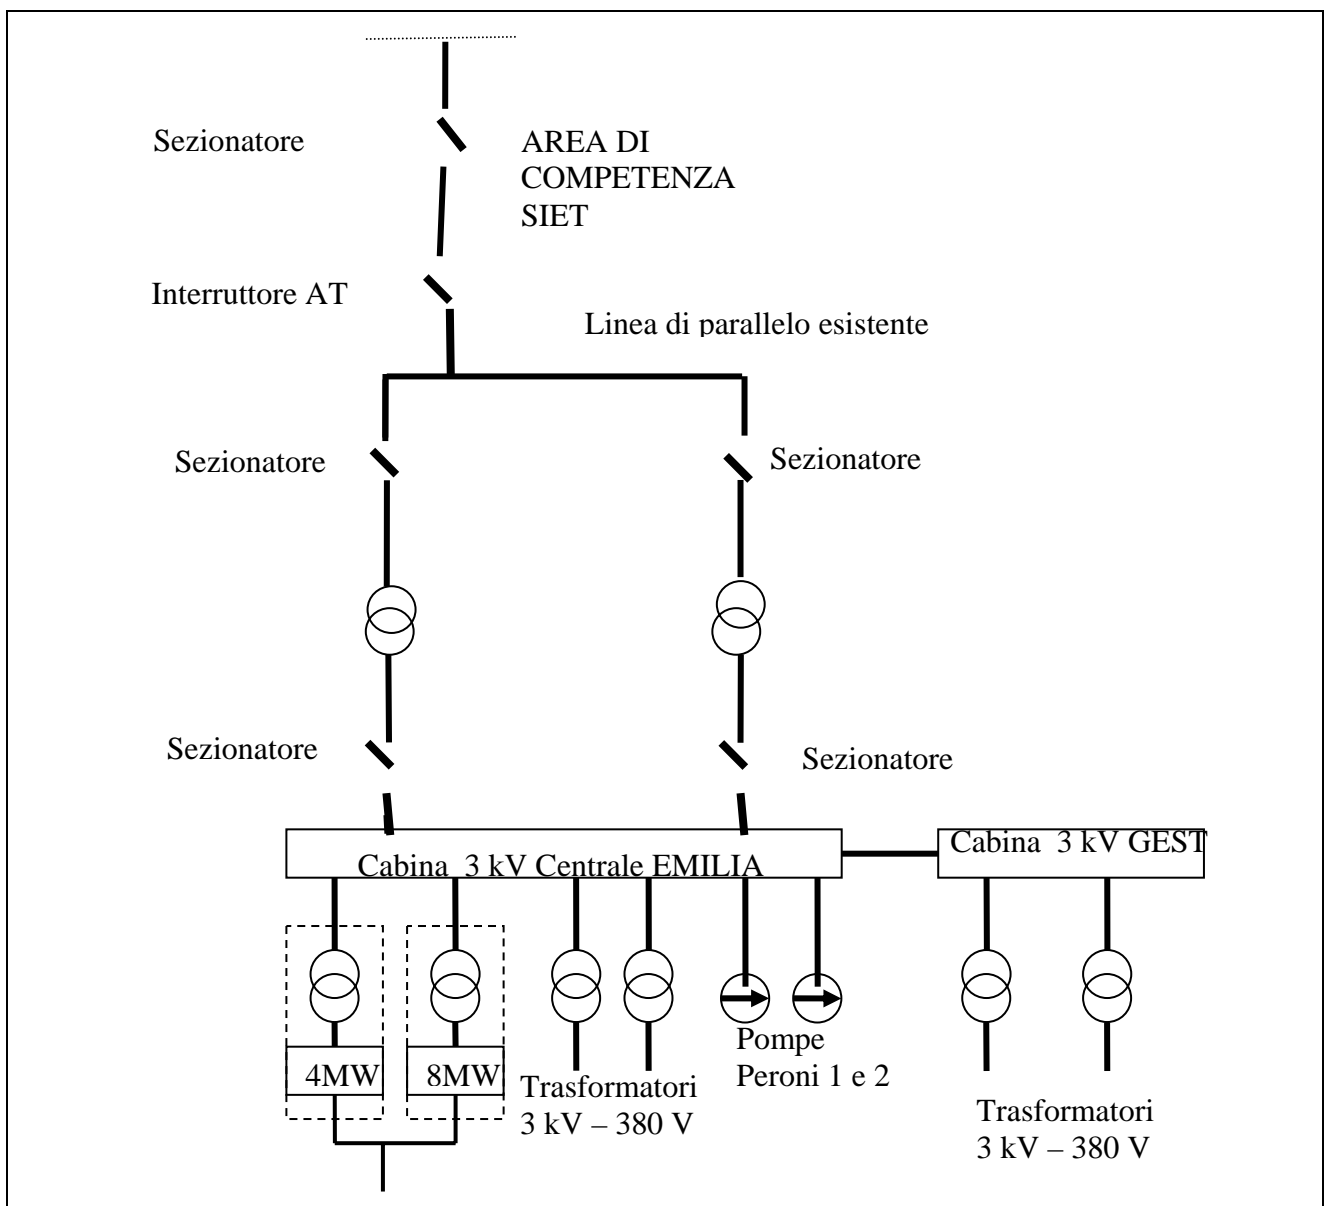 Sezionatore
AREA DI
COMPETENZA
SIET
Interruttore AT
Linea di parallelo esistente
Sezionatore
Sezionatore
Sezionatore
Sezionatore
Cabina 3 kV Centrale EMILIA
Cabina 3 kV GEST
4MW
8MW
Trasformatori
3 kV – 380 V
Pompe
Peroni 1 e 2
Trasformatori
3 kV – 380 V